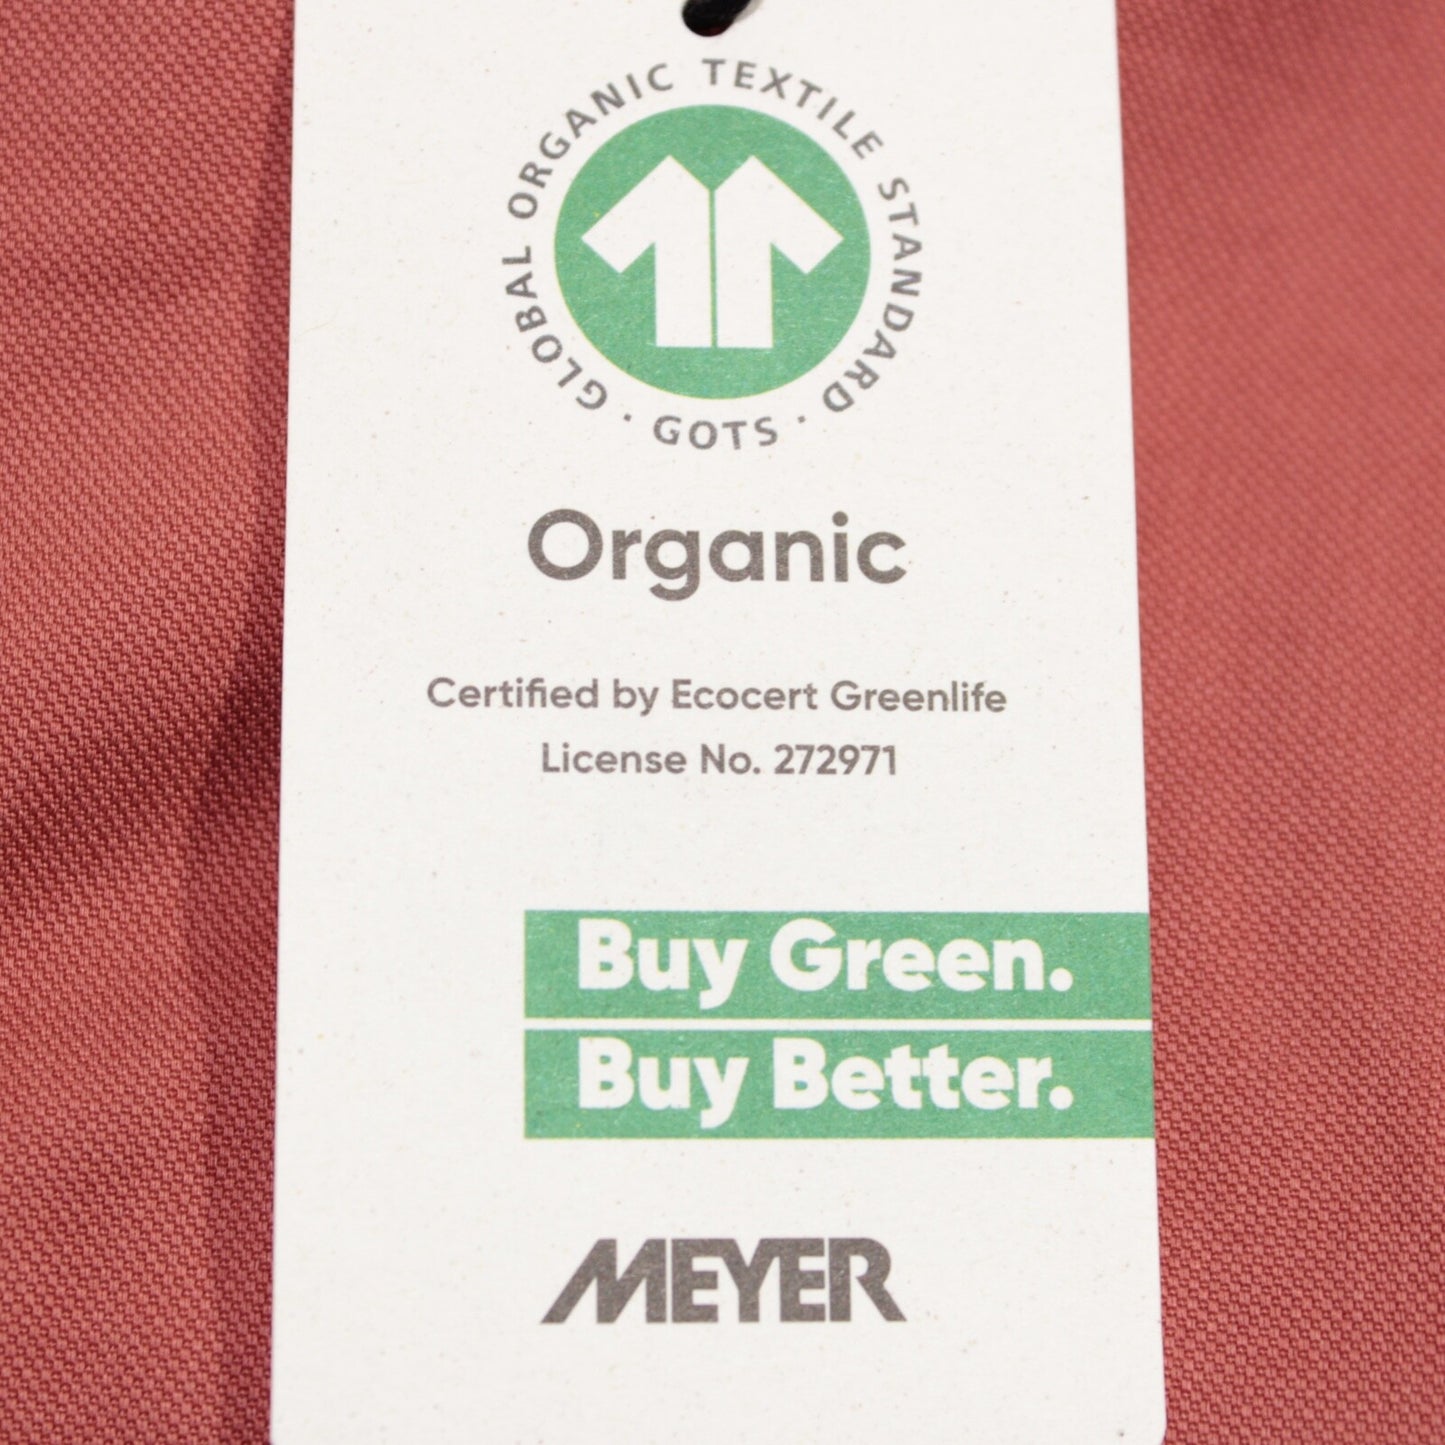 GLOBAL ORGANIC TEXTILE STANDARD · GOTS ·
Organic
Certified by Ecocert Greenlife
License No. 272971
Buy Green.
Buy Better.
MEYER